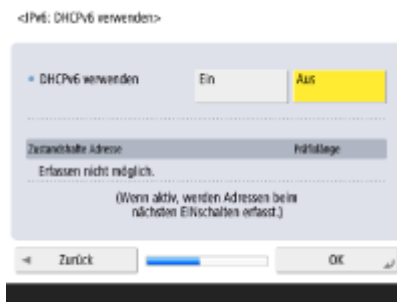 <IPv6: DHCPv6 verwenden>
DHCPv6 verwenden Ein Aus
Zustandshafte Adresse Präfixlänge
Erfassen nicht möglich.
(Wenn aktiv, werden Adressen beim
nächsten EINschalten erfasst.)
Zurück OK